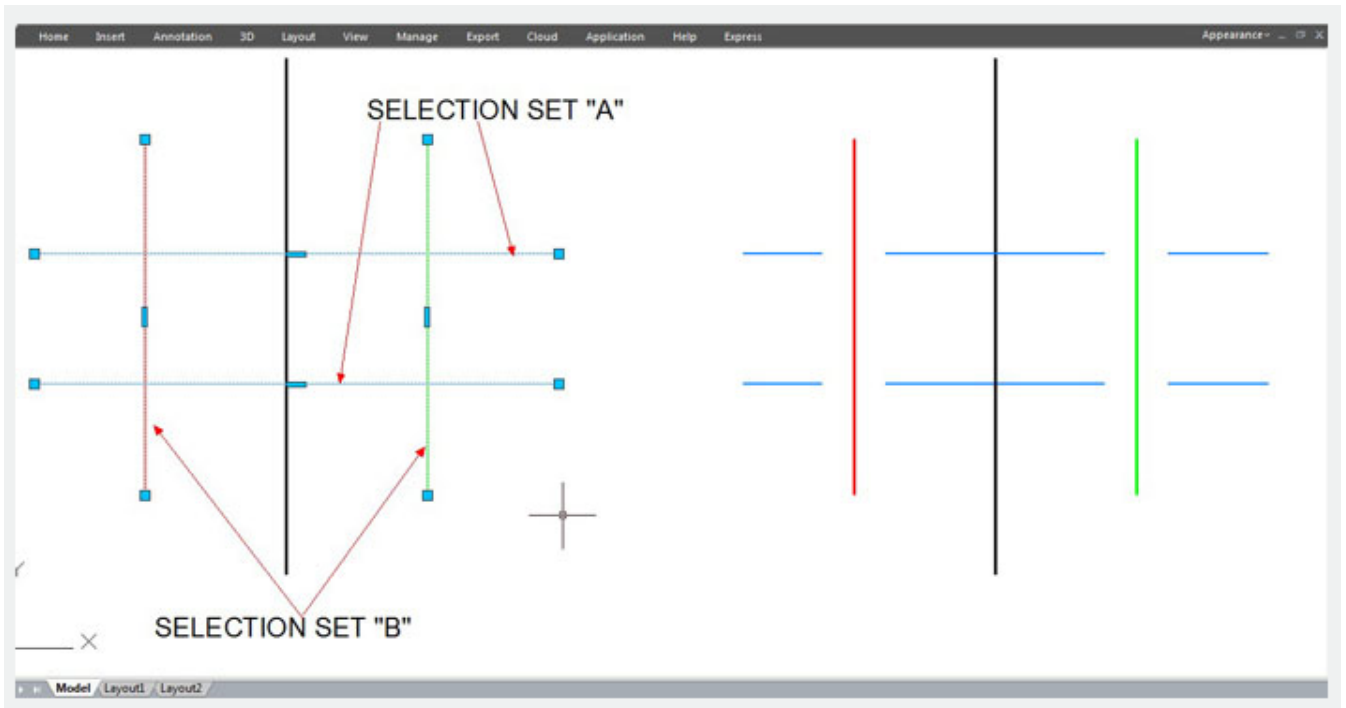 Home Insert Annotation 3D Layout View Manage Export Cloud Application Help Express Appearance
SELECTION SET "A"
SELECTION SET "B"
Y
X
Model Layout1 Layout2